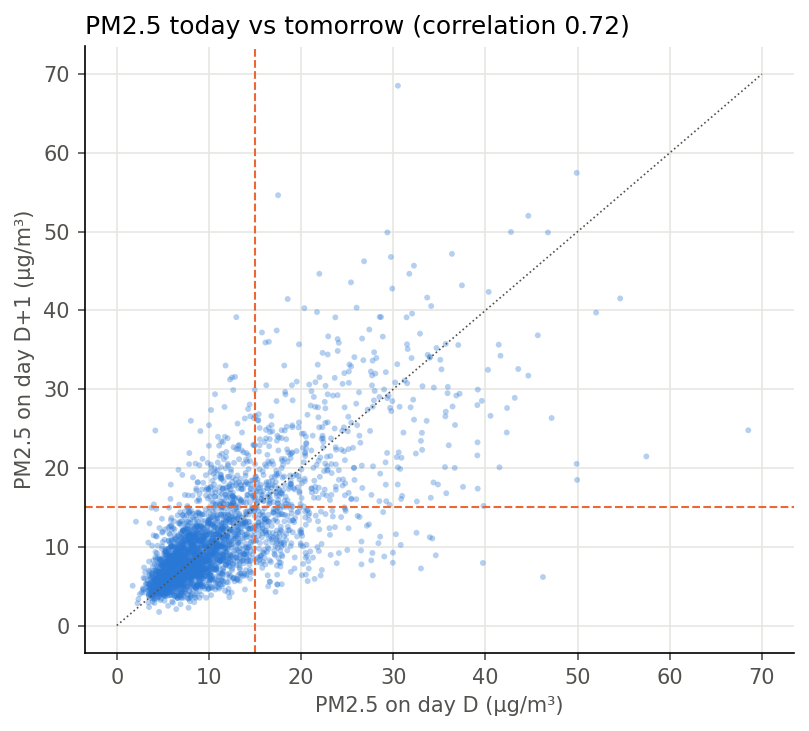 PM2.5 today vs tomorrow (correlation 0.72)
70
60
50
40
30
20
10
0
PM2.5 on day D+1 (µg/m³)
0 10 20 30 40 50 60 70
PM2.5 on day D (µg/m³)